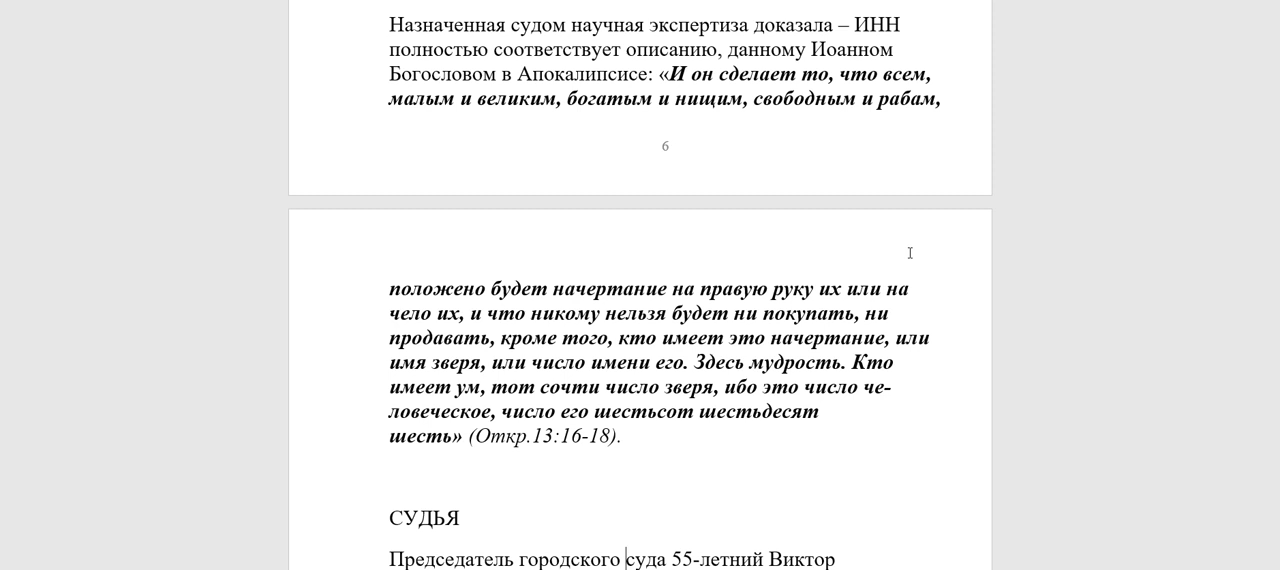 Назначенная судом научная экспертиза доказала – ИНН
полностью соответствует описанию, данному Иоанном
Богословом в Апокалипсисе: «И он сделает то, что всем,
малым и великим, богатым и нищим, свободным и рабам,
6
положено будет начертание на правую руку их или на
чело их, и что никому нельзя будет ни покупать, ни
продавать, кроме того, кто имеет это начертание, или
имя зверя, или число имени его. Здесь мудрость. Кто
имеет ум, тот сочти число зверя, ибо это число че-
ловеческое, число его шестьсот шестьдесят
шесть» (Откр.13:16-18).
СУДЬЯ
Председатель городского суда 55-летний Виктор